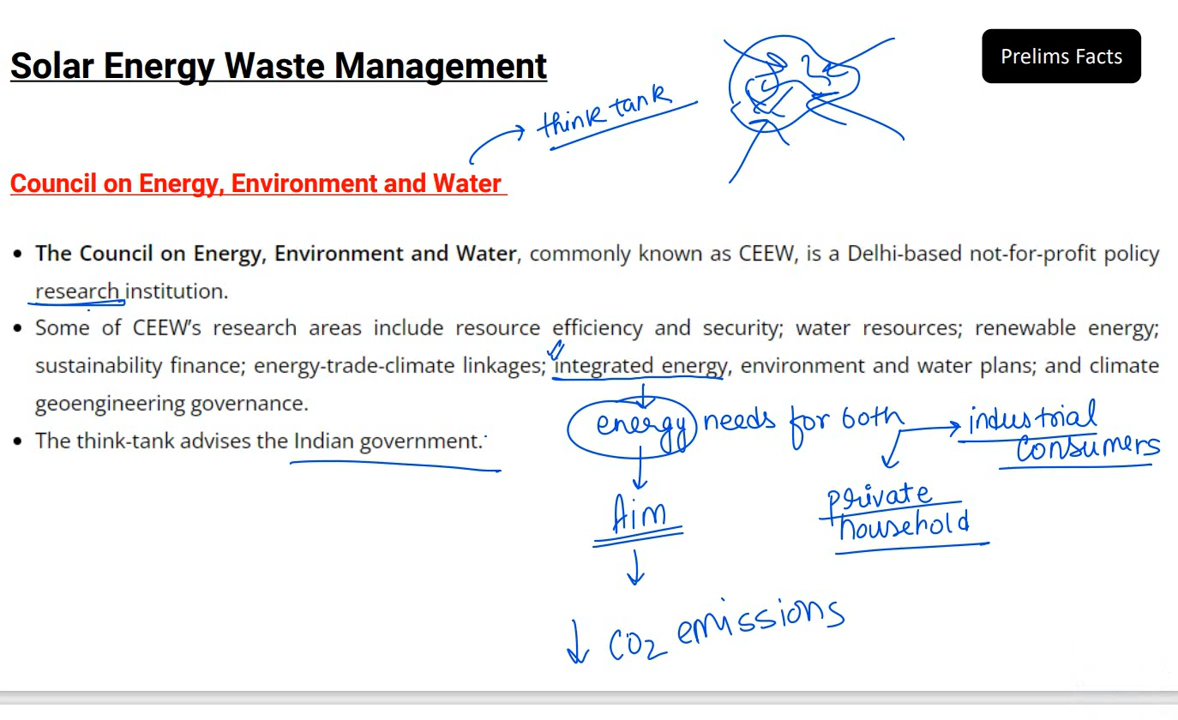 Solar Energy Waste Management
Prelims Facts
think tank
Council on Energy, Environment and Water
• The Council on Energy, Environment and Water, commonly known as CEEW, is a Delhi-based not-for-profit policy
research institution.
• Some of CEEW's research areas include resource efficiency and security; water resources; renewable energy;
sustainability finance; energy-trade-climate linkages; integrated energy, environment and water plans; and climate
geoengineering governance.
• The think-tank advises the Indian government.
energy needs for both
industrial
consumers
private
household
Aim
↓ CO2 emissions